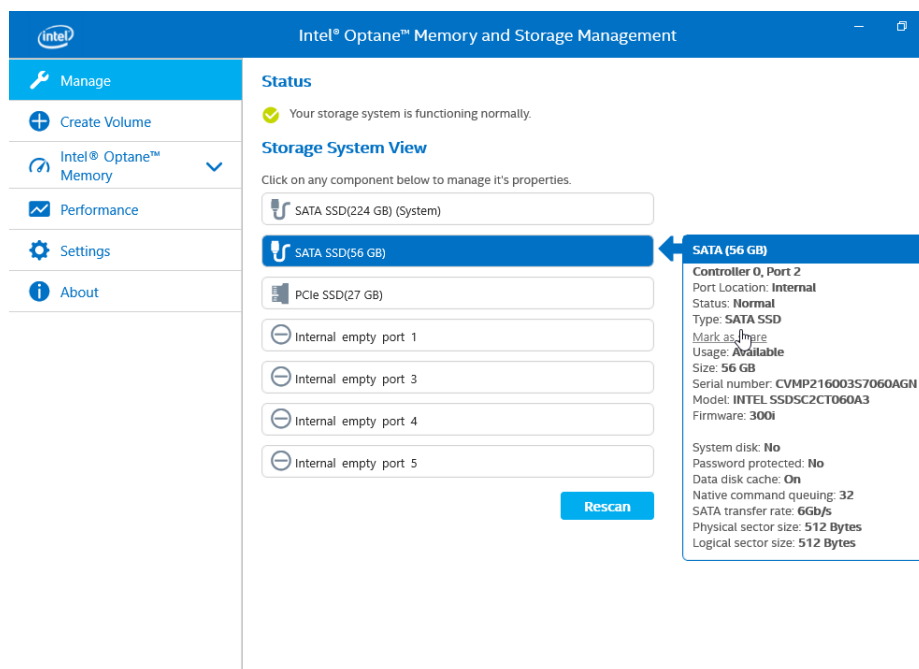 intel
Intel® Optane™ Memory and Storage Management
Manage
Create Volume
Intel® Optane™
Memory
Performance
Settings
About
Status
Your storage system is functioning normally.
Storage System View
Click on any component below to manage it's properties.
SATA SSD(224 GB) (System)
SATA SSD(56 GB)
PCIe SSD(27 GB)
Internal empty port 1
Internal empty port 3
Internal empty port 4
Internal empty port 5
Rescan
SATA (56 GB)
Controller 0, Port 2
Port Location: Internal
Status: Normal
Type: SATA SSD
Mark as
Usage: Available
Size: 56 GB
Serial number: CVMP216003S7060AGN
Model: INTEL SSDSC2CT060A3
Firmware: 300i
System disk: No
Password protected: No
Data disk cache: On
Native command queuing: 32
SATA transfer rate: 6Gb/s
Physical sector size: 512 Bytes
Logical sector size: 512 Bytes